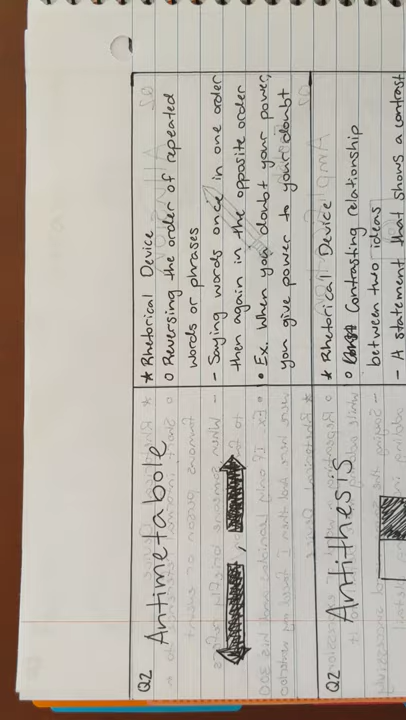 Q2
Antimetabole
* Rhetorical Device
o Reversing the order of repeated
words or phrases
- Saying words once in one order
then again in the opposite order
• Ex. When you doubt your power,
you give power to your doubt
Q2
Antithesis
* Rhetorical Device
o Contrasting relationship
between two ideas
- A statement that shows a contrast